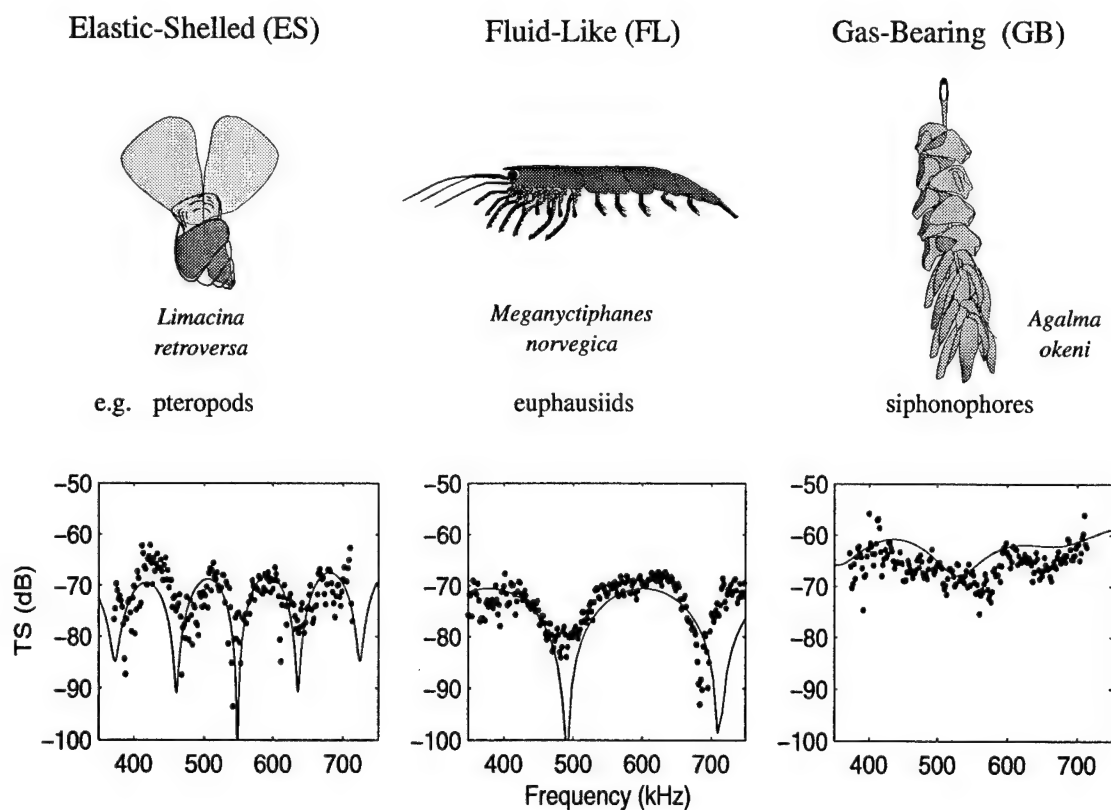 Elastic-Shelled (ES)
Fluid-Like (FL)
Gas-Bearing (GB)
Limacina
retroversa
Meganyctiphanes
norvegica
Agalma
okeni
e.g. pteropods
euphausiids
siphonophores
TS (dB)
−50
−60
−70
−80
−90
−100
400 500 600 700
−50
−60
−70
−80
−90
−100
400 500 600 700
−50
−60
−70
−80
−90
−100
400 500 600 700
Frequency (kHz)